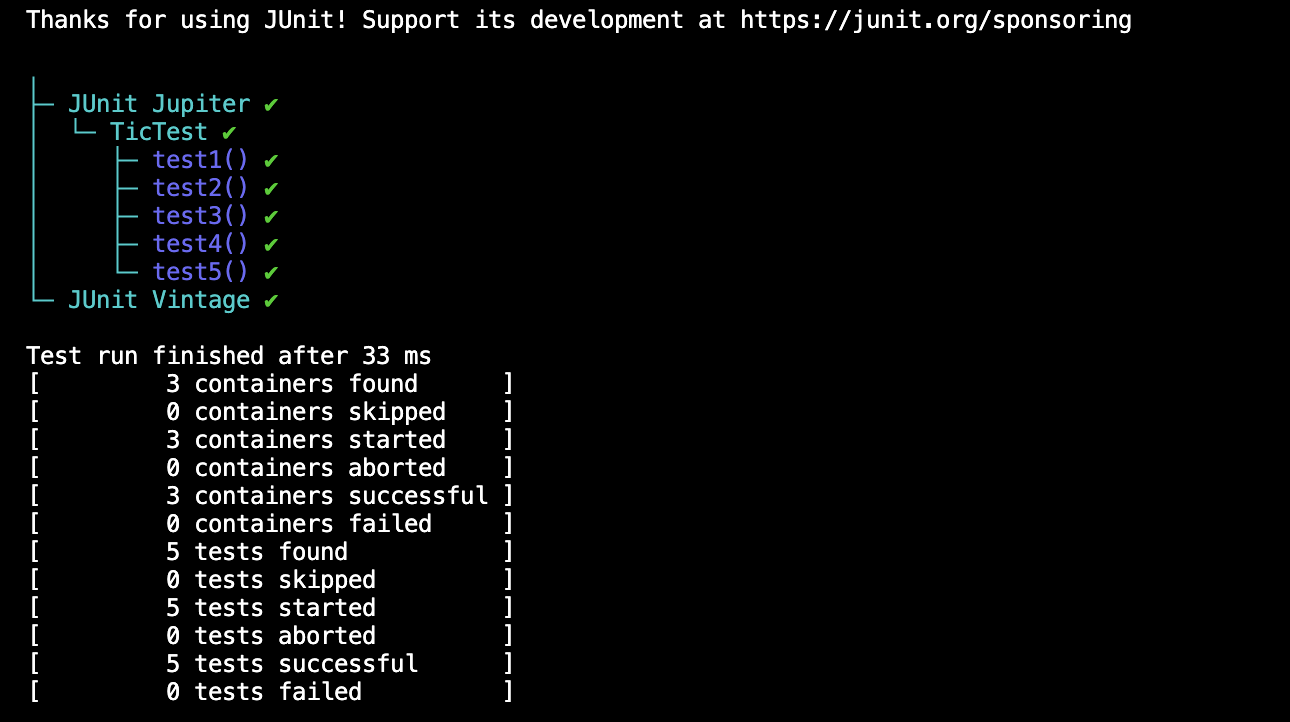 Thanks for using JUnit! Support its development at https://junit.org/sponsoring

╷
├─ JUnit Jupiter ✔
│  └─ TicTest ✔
│     ├─ test1() ✔
│     ├─ test2() ✔
│     ├─ test3() ✔
│     ├─ test4() ✔
│     └─ test5() ✔
└─ JUnit Vintage ✔

Test run finished after 33 ms
[         3 containers found      ]
[         0 containers skipped    ]
[         3 containers started    ]
[         0 containers aborted    ]
[         3 containers successful ]
[         0 containers failed     ]
[         5 tests found           ]
[         0 tests skipped         ]
[         5 tests started         ]
[         0 tests aborted         ]
[         5 tests successful      ]
[         0 tests failed          ]